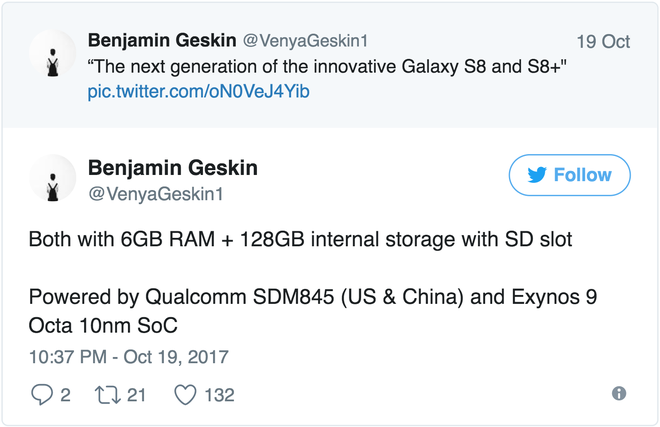 Benjamin Geskin @VenyaGeskin1 19 Oct
“The next generation of the innovative Galaxy S8 and S8+"
pic.twitter.com/oN0VeJ4Yib
Benjamin Geskin
@VenyaGeskin1
Follow
Both with 6GB RAM + 128GB internal storage with SD slot
Powered by Qualcomm SDM845 (US & China) and Exynos 9
Octa 10nm SoC
10:37 PM - Oct 19, 2017
2 21 132